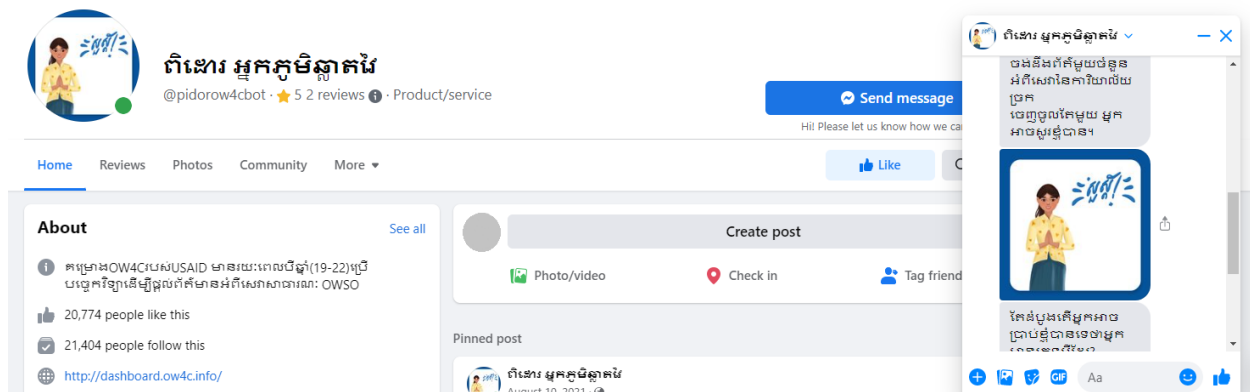 ពិដោរ អ្នកភូមិឆ្លាតវៃ
@pidorow4cbot · 5 2 reviews · Product/service
Send message
Hi! Please let us know how we ca
Home Reviews Photos Community More
Like
About
See all
គម្រោងOW4Cរបស់USAID មានរយៈពេលបីឆ្នាំ(19-22)ប្រើ
បច្ចេកវិទ្យាដើម្បីផ្តល់ព័ត៌មានអំពីសេវាសាធារណៈ OWSO
20,774 people like this
21,404 people follow this
http://dashboard.ow4c.info/
Create post
Photo/video Check in Tag friend
Pinned post
ពិដោរ អ្នកភូមិឆ្លាតវៃ
August 10, 2021
ពិដោរ អ្នកភូមិឆ្លាតវៃ
ចង់ដឹងព័ត៌មួយចំនួន
អំពីសេវានៃការិយាល័យ
ច្រក
ចេញចូលតែមួយ អ្នក
អាចសួរខ្ញុំបាន។
សួស្តី!
តែដំបូងតើអ្នកអាច
ប្រាប់ខ្ញុំបានទេថាអ្នក
GIF
Aa